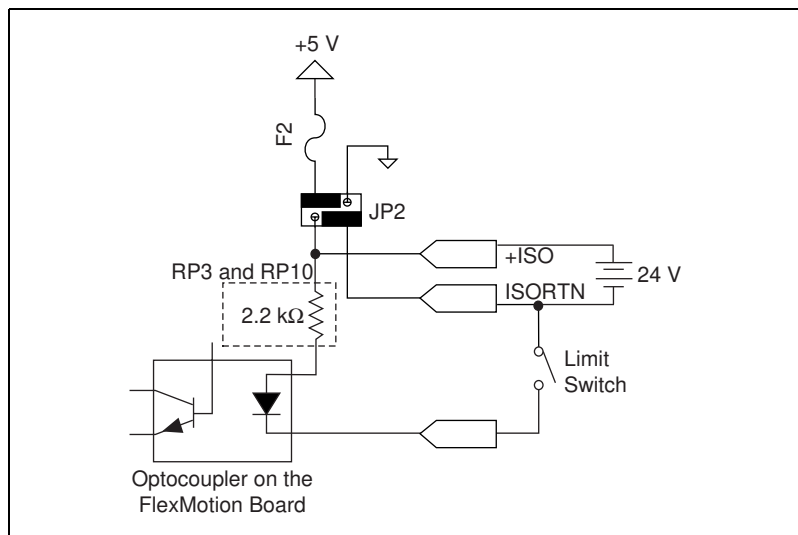 +5 V
F2
JP2
+ISO
RP3 and RP10
24 V
ISORTN
2.2 kΩ
Limit
Switch
Optocoupler on the
FlexMotion Board